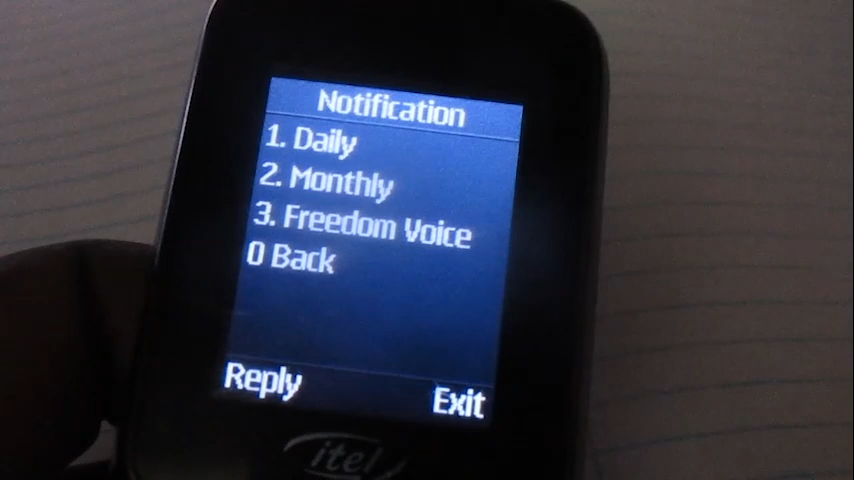 Notification
1. Daily
2. Monthly
3. Freedom Voice
0 Back
Reply
Exit
itel